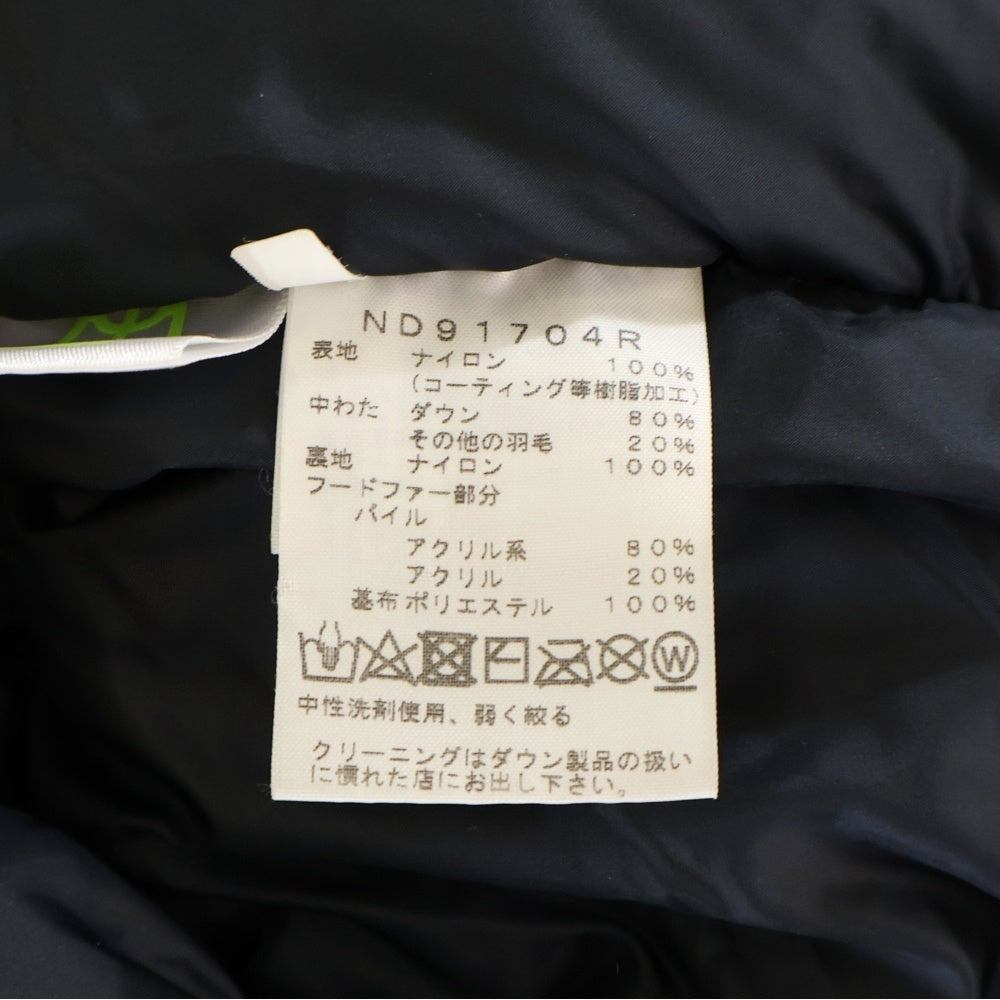 ND91704R
表地 ナイロン 100%
(コーティング等樹脂加工)
中わた ダウン 80%
その他の羽毛 20%
裏地 ナイロン 100%
フードファー部分
パイル
アクリル系 80%
アクリル 20%
基布 ポリエステル 100%
W
中性洗剤使用、弱く絞る
クリーニングはダウン製品の扱い
に慣れた店にお出し下さい。